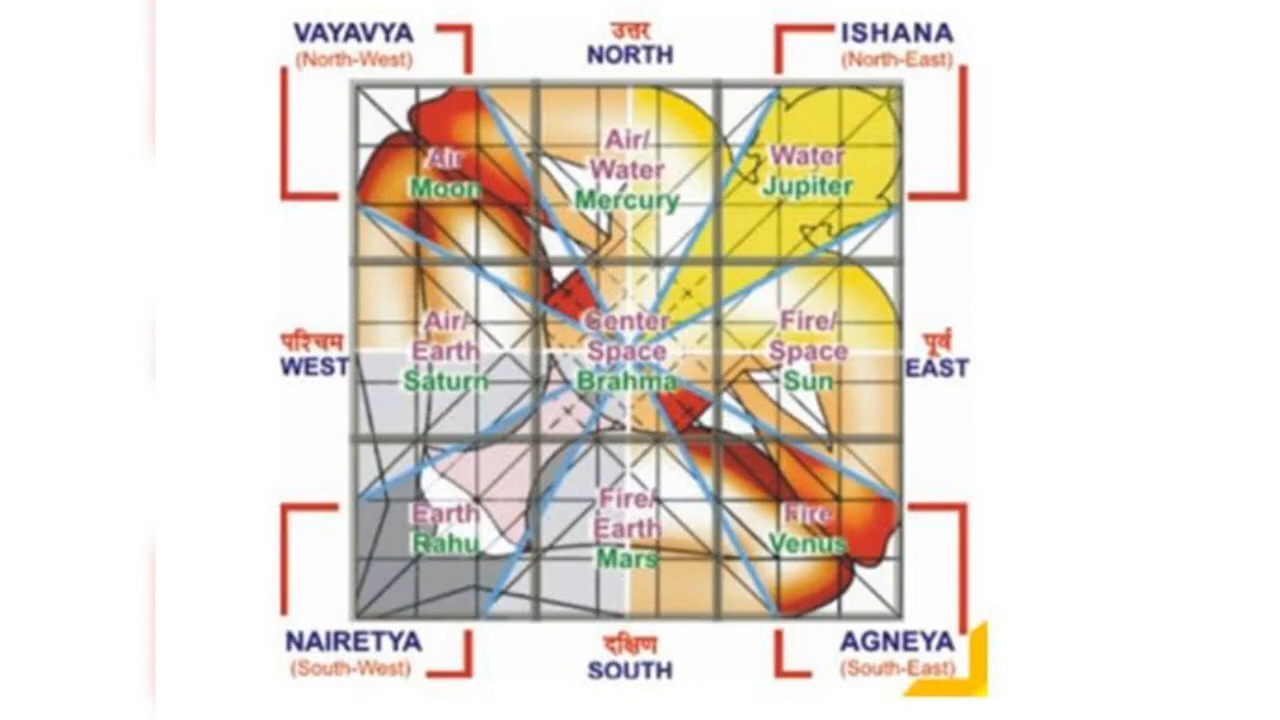 VAYAVYA
(North-West)
उत्तर
NORTH
ISHANA
(North-East)
Air
Moon
Air/
Water
Mercury
Water
Jupiter
पश्चिम
WEST
Air/
Earth
Saturn
Center
Space
Brahma
Fire/
Space
Sun
पूर्व
EAST
Earth
Rahu
Fire/
Earth
Mars
Fire
Venus
NAIRETYA
(South-West)
दक्षिण
SOUTH
AGNEYA
(South-East)